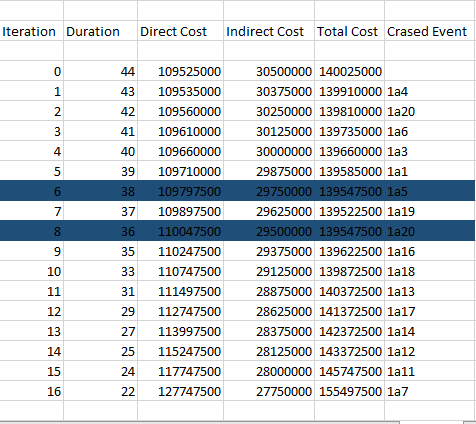 Iteration Duration Direct Cost Indirect Cost Total Cost Crased Event
0 44 109525000 30500000 140025000
1 43 109535000 30375000 139910000 1a4
2 42 109560000 30250000 139810000 1a20
3 41 109610000 30125000 139735000 1a6
4 40 109660000 30000000 139660000 1a3
5 39 109710000 29875000 139585000 1a1
6 38 109797500 29750000 139547500 1a5
7 37 109897500 29625000 139522500 1a19
8 36 110047500 29500000 139547500 1a20
9 35 110247500 29375000 139622500 1a16
10 33 110747500 29125000 139872500 1a18
11 31 111497500 28875000 140372500 1a13
12 29 112747500 28625000 141372500 1a17
13 27 113997500 28375000 142372500 1a14
14 25 115247500 28125000 143372500 1a12
15 24 117747500 28000000 145747500 1a11
16 22 127747500 27750000 155497500 1a7